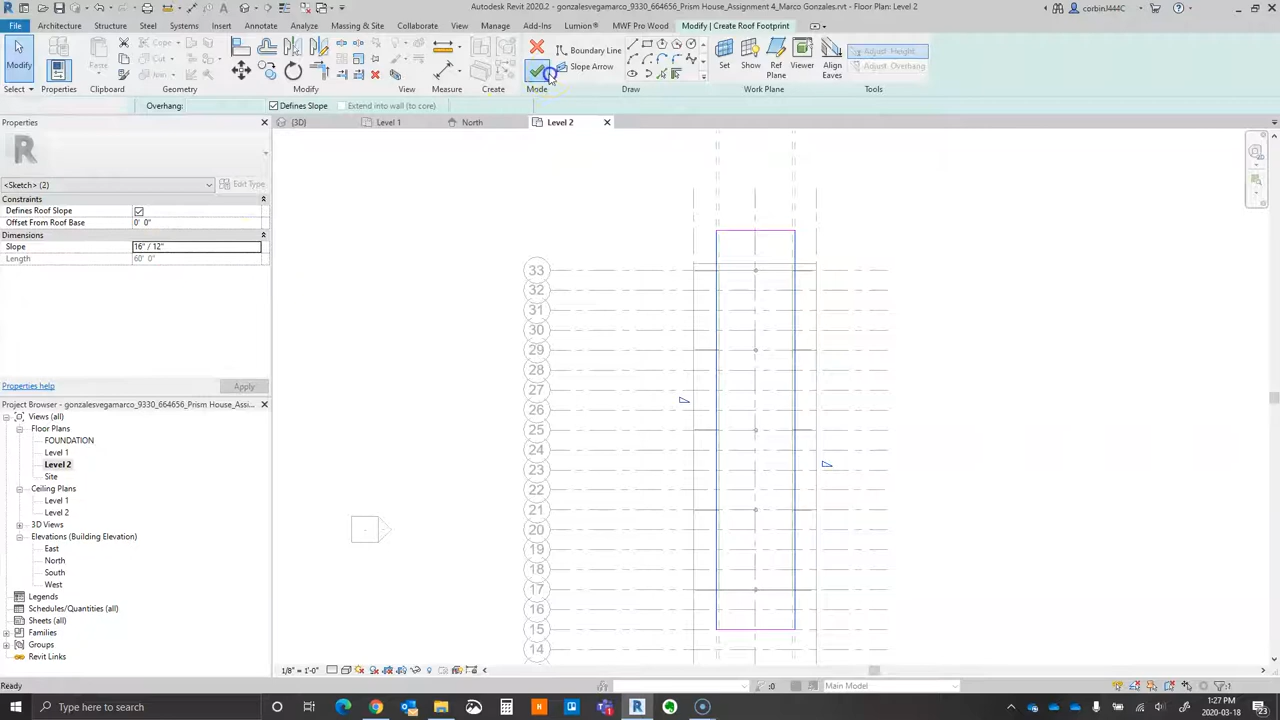 Autodesk Revit 2020.2 - gonzalesvegamarco_9330_664656_Prism House_Assignment 4_Marco Gonzales.rvt - Floor Plan: Level 2
corbinJ444C
File Architecture Structure Steel Precast Systems Insert Annotate Analyze Massing & Site Collaborate View Manage Add-Ins Lumion® MWF Pro Wood Modify | Create Roof Footprint
Modify
Cope
Boundary Line
Slope Arrow
Set Show Ref Plane Viewer Align Eaves
Adjust Height
Adjust Overhang
Select Properties Clipboard Geometry Modify View Measure Create Mode Draw Work Plane Tools
Overhang: Defines Slope Extend into wall (to core)
Properties
{3D} Level 1 North Level 2
R
<Sketch> (2) Edit Type
Constraints
Defines Roof Slope
Offset From Roof Base 0' 0"
Dimensions
Slope 16" / 12"
Length 60' 0"
Properties help Apply
Project Browser - gonzalesvegamarco_9330_664656_Prism House_Assi...
Views (all)
Floor Plans
FOUNDATION
Level 1
Level 2
Site
Ceiling Plans
Level 1
Level 2
3D Views
Elevations (Building Elevation)
East
North
South
West
Legends
Schedules/Quantities (all)
Sheets (all)
Families
Groups
Revit Links
33
32
31
30
29
28
27
26
25
24
23
22
21
20
19
18
17
16
15
14
1/8" = 1'-0"
Ready
:0
Main Model
:1
Type here to search
1:27 PM
2020-03-18
23